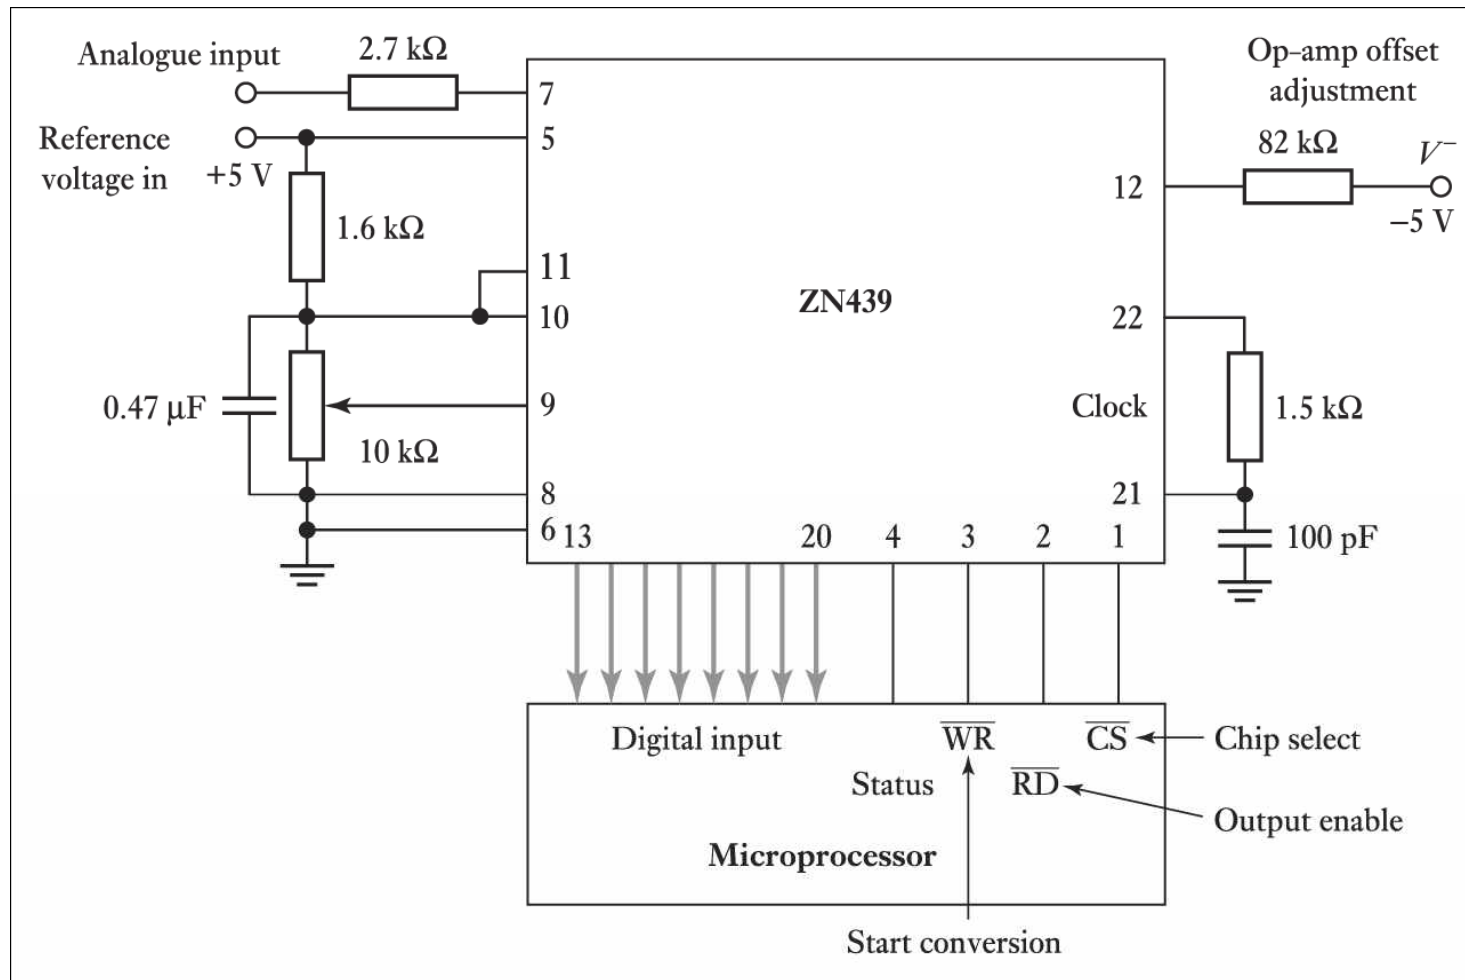 Analogue input
2.7 kΩ
Op-amp offset
adjustment
7
Reference
voltage in
+5 V
5
82 kΩ
V⁻
−5 V
12
1.6 kΩ
11
10
ZN439
22
0.47 μF
9
10 kΩ
Clock
1.5 kΩ
8
21
6
13
20
4
3
2
1
100 pF
Digital input
W̅R̅
C̅S̅
Chip select
Status
R̅D̅
Output enable
Microprocessor
Start conversion